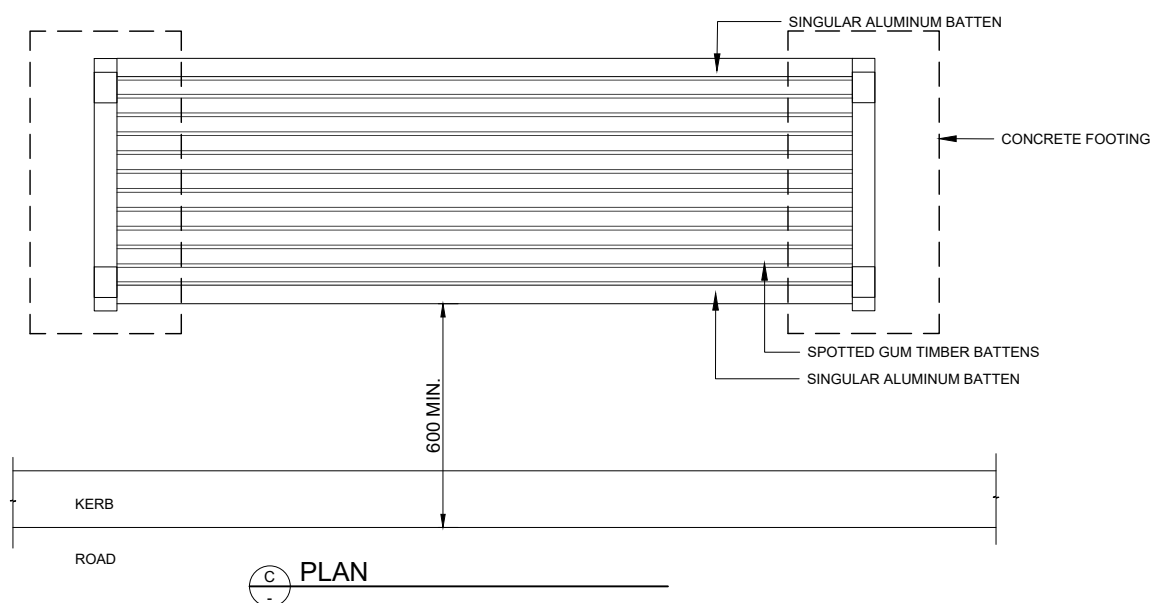 SINGULAR ALUMINUM BATTEN
CONCRETE FOOTING
SPOTTED GUM TIMBER BATTENS
SINGULAR ALUMINUM BATTEN
600 MIN.
KERB
ROAD
C PLAN
-